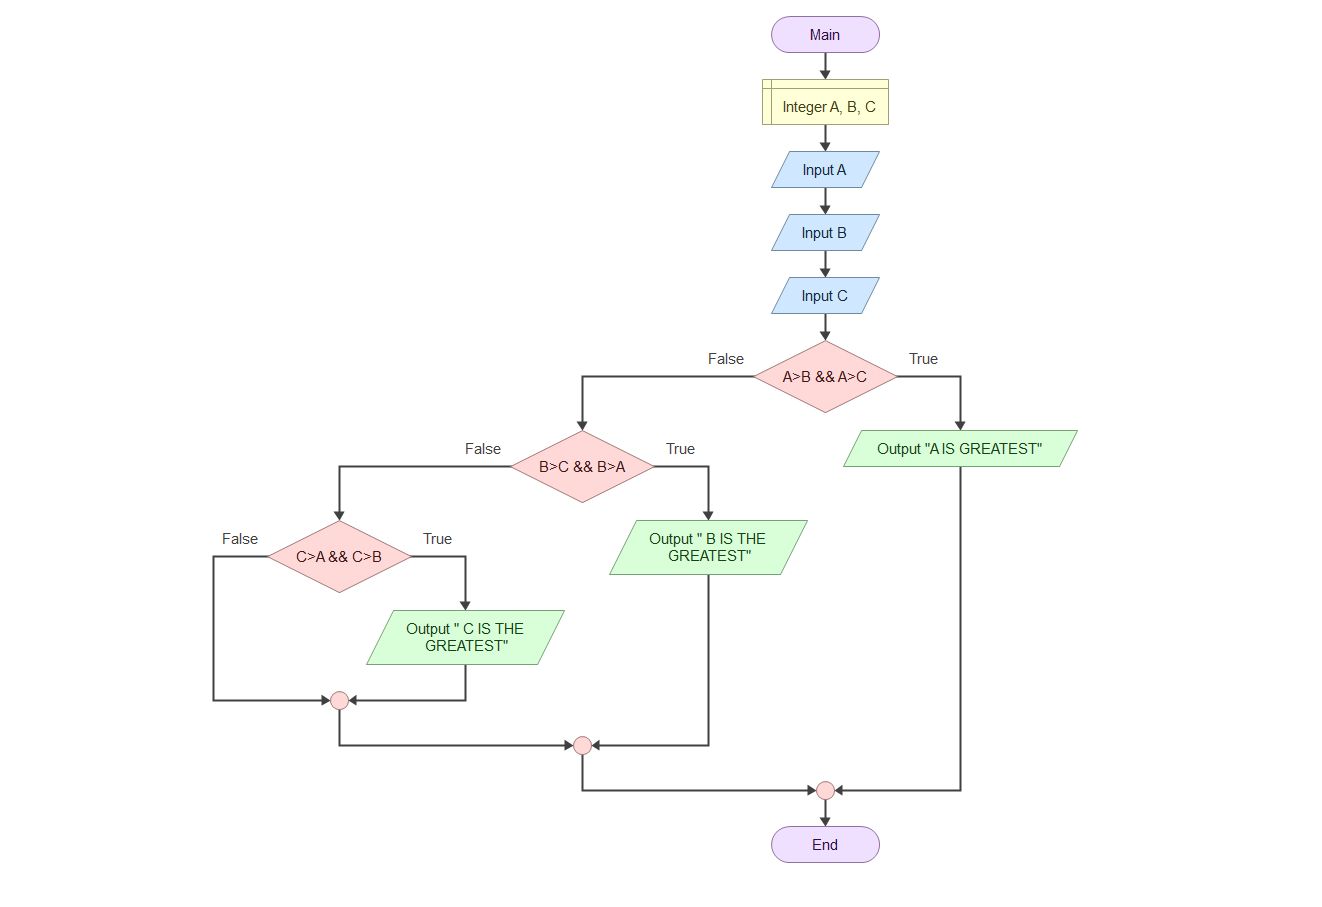 Main
Integer A, B, C
Input A
Input B
Input C
False
True
A>B && A>C
False
True
Output "A IS GREATEST"
B>C && B>A
False
True
Output " B IS THE
GREATEST"
C>A && C>B
Output " C IS THE
GREATEST"
End